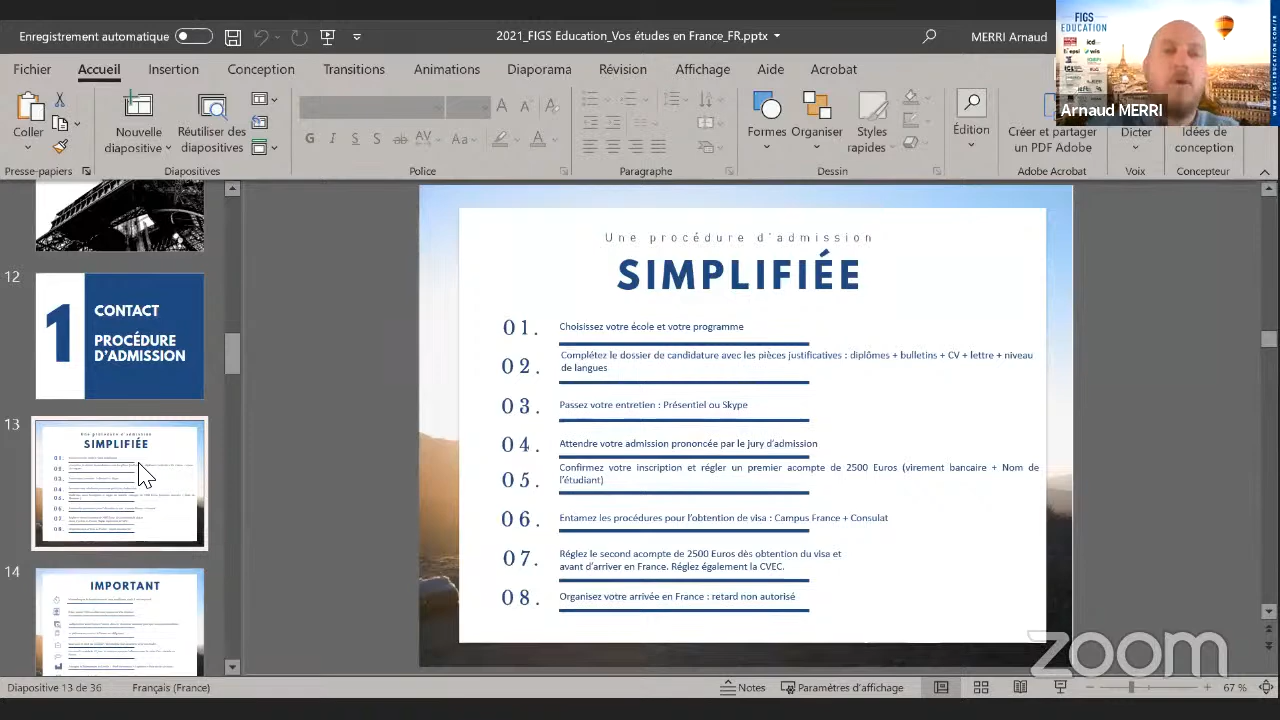 Enregistrement automatique
2021_FIGS Education_Vos études en France_FR.pptx
MERRI Arnaud
FIGS
EDUCATION
Arnaud MERRI
Fichier
Accueil
Insertion
Conception
Transitions
Animations
Diaporama
Révision
Affichage
Aide
Acrobat
Coller
Nouvelle
diapositive
Réutiliser des
diapositives
G I S
Aa
Formes
Organiser
Styles
rapides
Édition
Créer et partager
un PDF Adobe
Dicter
Idées de
conception
Presse-papiers
Diapositives
Police
Paragraphe
Dessin
Adobe Acrobat
Voix
Concepteur
12
1
CONTACT
PROCÉDURE
D'ADMISSION
13
SIMPLIFIÉE
14
IMPORTANT
Une procédure d'admission
SIMPLIFIÉE
01. Choisissez votre école et votre programme
02. Complétez le dossier de candidature avec les pièces justificatives : diplômes + bulletins + CV + lettre + niveau
de langues
03. Passez votre entretien : Présentiel ou Skype
04. Attendre votre admission prononcée par le jury d'admission
05. Confirmez votre inscription et régler un premier acompte de 2500 Euros (virement bancaire + Nom de
l'étudiant)
06. Entamez les procédures pour l'obtention de visa, campus France + Consulat
07. Réglez le second acompte de 2500 Euros dès obtention du visa et
avant d'arriver en France. Réglez également la CVEC.
08. Organisez votre arrivée en France : retard non autorisé
zoom
Diapositive 13 de 36
Français (France)
Notes
Paramètres d'affichage
67 %